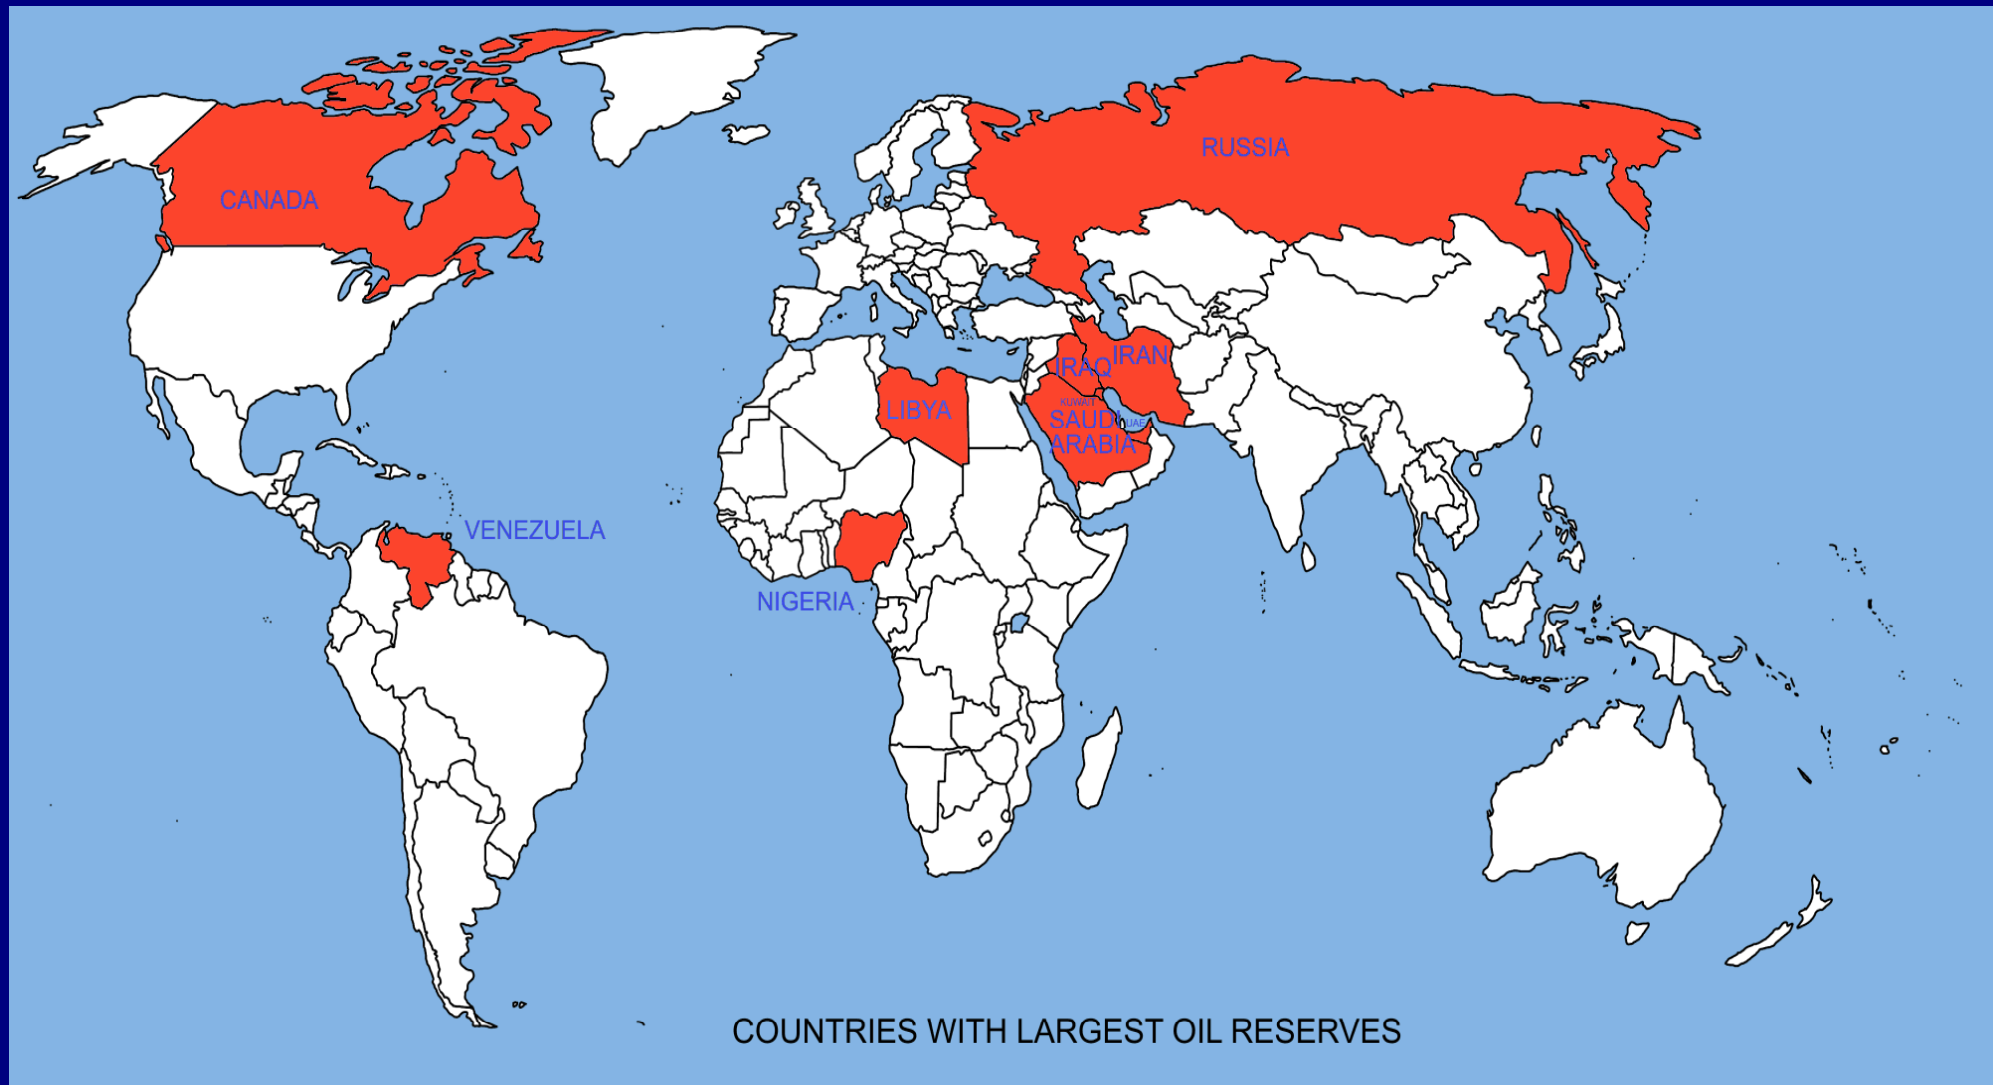 RUSSIA
CANADA
IRAN
IRAQ
KUWAIT
LIBYA
SAUDI
UAE
ARABIA
VENEZUELA
NIGERIA
COUNTRIES WITH LARGEST OIL RESERVES